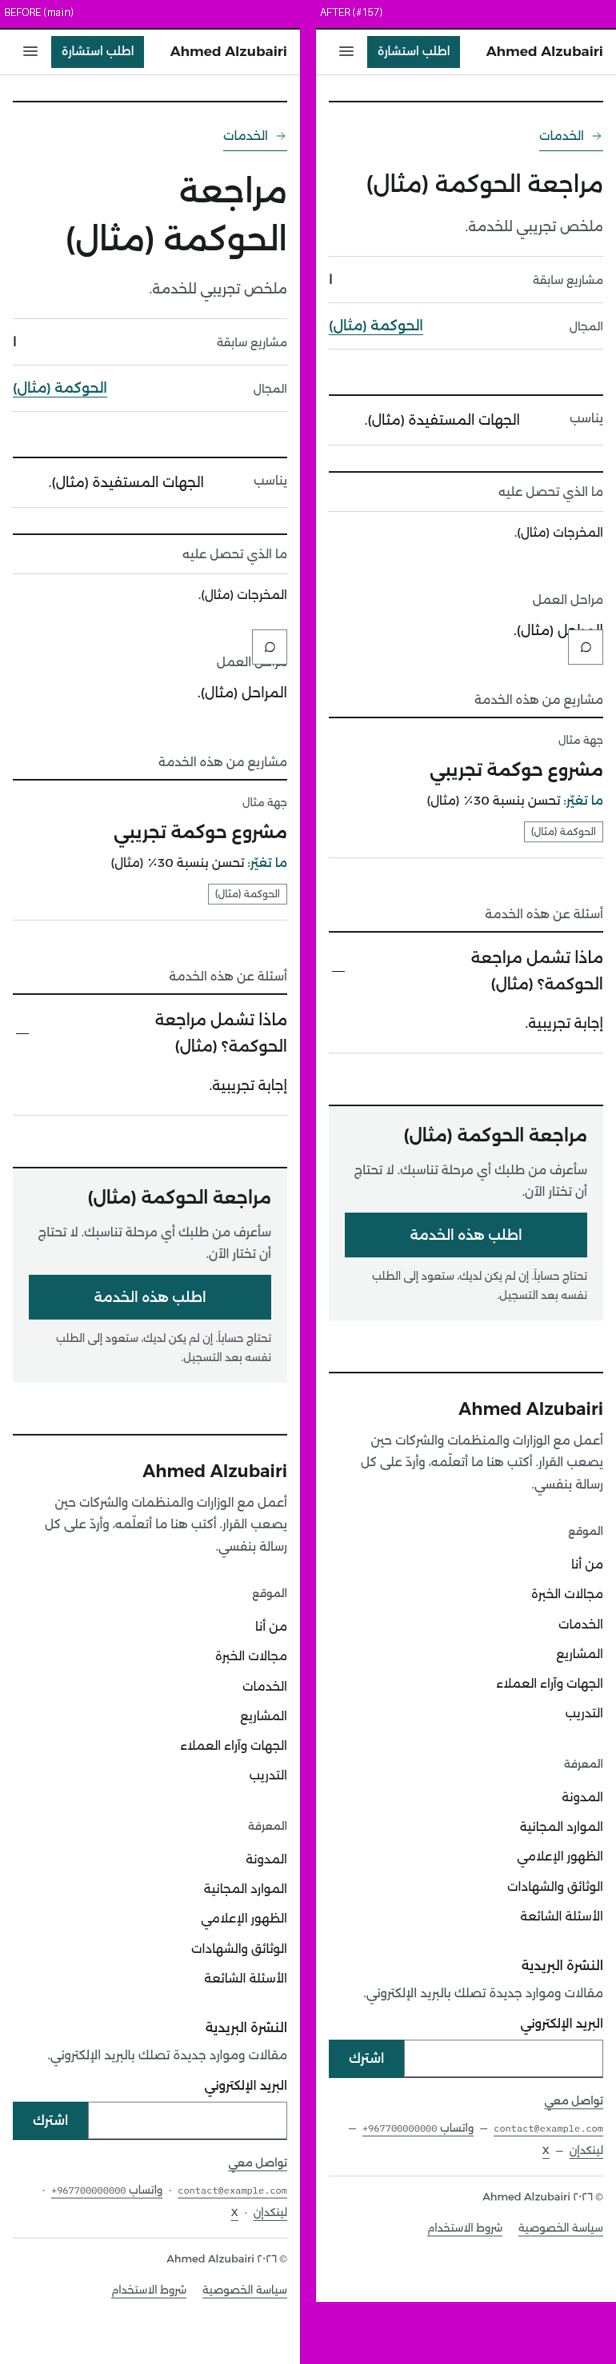 BEFORE (main)
Ahmed Alzubairi
اطلب استشارة
→ الخدمات
مراجعة
الحوكمة (مثال)
ملخص تجريبي للخدمة.
مشاريع سابقة
١
المجال
الحوكمة (مثال)
يناسب
الجهات المستفيدة (مثال).
ما الذي تحصل عليه
المخرجات (مثال).
مراحل العمل
المراحل (مثال).
مشاريع من هذه الخدمة
جهة مثال
مشروع حوكمة تجريبي
ما تغيّر: تحسن بنسبة 30٪ (مثال)
الحوكمة (مثال)
أسئلة عن هذه الخدمة
ماذا تشمل مراجعة
الحوكمة؟ (مثال)
إجابة تجريبية.
مراجعة الحوكمة (مثال)
سأعرف من طلبك أي مرحلة تناسبك. لا تحتاج
أن تختار الآن.
اطلب هذه الخدمة
تحتاج حساباً. إن لم يكن لديك، ستعود إلى الطلب
نفسه بعد التسجيل.
Ahmed Alzubairi
أعمل مع الوزارات والمنظمات والشركات حين
يصعب القرار. أكتب هنا ما أتعلّمه، وأردّ على كل
رسالة بنفسي.
الموقع
من أنا
مجالات الخبرة
الخدمات
المشاريع
الجهات وآراء العملاء
التدريب
المعرفة
المدونة
الموارد المجانية
الظهور الإعلامي
الوثائق والشهادات
الأسئلة الشائعة
النشرة البريدية
مقالات وموارد جديدة تصلك بالبريد الإلكتروني.
البريد الإلكتروني
اشترك
تواصل معي
contact@example.com · واتساب +967700000000 ·
لينكدإن · X
© ٢٠٢٦ Ahmed Alzubairi
سياسة الخصوصية
شروط الاستخدام
AFTER (#157)
Ahmed Alzubairi
اطلب استشارة
→ الخدمات
مراجعة الحوكمة (مثال)
ملخص تجريبي للخدمة.
مشاريع سابقة
١
المجال
الحوكمة (مثال)
يناسب
الجهات المستفيدة (مثال).
ما الذي تحصل عليه
المخرجات (مثال).
مراحل العمل
المراحل (مثال).
مشاريع من هذه الخدمة
جهة مثال
مشروع حوكمة تجريبي
ما تغيّر: تحسن بنسبة 30٪ (مثال)
الحوكمة (مثال)
أسئلة عن هذه الخدمة
ماذا تشمل مراجعة
الحوكمة؟ (مثال)
إجابة تجريبية.
مراجعة الحوكمة (مثال)
سأعرف من طلبك أي مرحلة تناسبك. لا تحتاج
أن تختار الآن.
اطلب هذه الخدمة
تحتاج حساباً. إن لم يكن لديك، ستعود إلى الطلب
نفسه بعد التسجيل.
Ahmed Alzubairi
أعمل مع الوزارات والمنظمات والشركات حين
يصعب القرار. أكتب هنا ما أتعلّمه، وأردّ على كل
رسالة بنفسي.
الموقع
من أنا
مجالات الخبرة
الخدمات
المشاريع
الجهات وآراء العملاء
التدريب
المعرفة
المدونة
الموارد المجانية
الظهور الإعلامي
الوثائق والشهادات
الأسئلة الشائعة
النشرة البريدية
مقالات وموارد جديدة تصلك بالبريد الإلكتروني.
البريد الإلكتروني
اشترك
تواصل معي
contact@example.com — واتساب +967700000000 —
لينكدإن — X
© ٢٠٢٦ Ahmed Alzubairi
سياسة الخصوصية
شروط الاستخدام